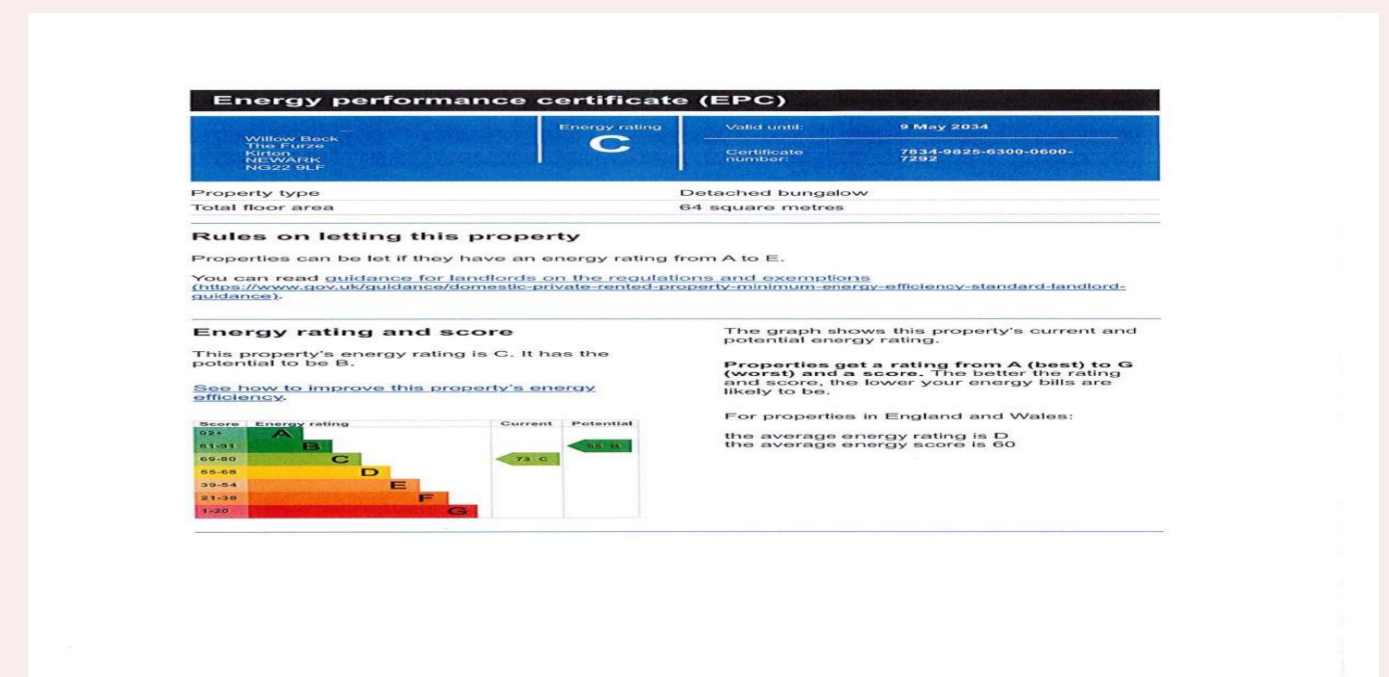 Energy performance certificate (EPC)
Willow Beck
The Furze
Kirton
NEWARK
NG22 9LF
Energy rating
C
Valid until: 9 May 2034
Certificate number: 7834-9825-6300-0600-
7292
Property type Detached bungalow
Total floor area 64 square metres
Rules on letting this property
Properties can be let if they have an energy rating from A to E.
You can read guidance for landlords on the regulations and exemptions
(https://www.gov.uk/guidance/domestic-private-rented-property-minimum-energy-efficiency-standard-landlord-
guidance).
Energy rating and score
This property's energy rating is C. It has the
potential to be B.
See how to improve this property's energy
efficiency.
Score Energy rating Current Potential
92+ A
81-91 B
69-80 C 73 C
55-68 D
39-54 E
21-38 F
1-20 G
The graph shows this property's current and
potential energy rating.
Properties get a rating from A (best) to G
(worst) and a score. The better the rating
and score, the lower your energy bills are
likely to be.
For properties in England and Wales:
the average energy rating is D
the average energy score is 60